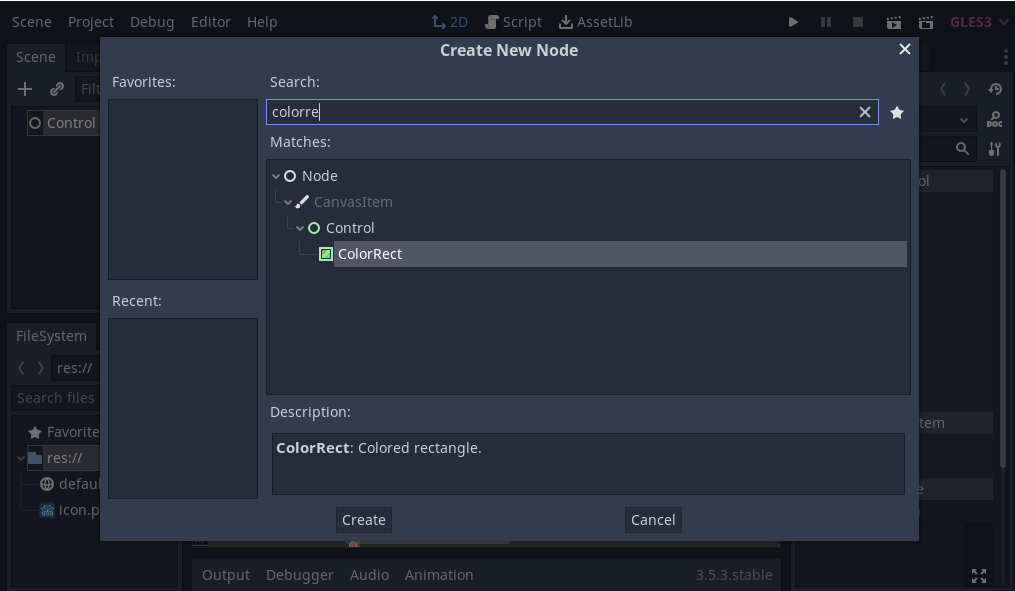 Scene Project Debug Editor Help 2D Script AssetLib GLES3
Create New Node
Scene Imp
Favorites:
Search:
Filt
colorre
Control
Matches:
Node
CanvasItem
Control
ColorRect
Recent:
FileSystem
res://
Search files
Description:
Favorite
ColorRect: Colored rectangle.
res://
defaul
icon.p
Create
Cancel
Output Debugger Audio Animation 3.5.3.stable
DOC
ol
tem
e